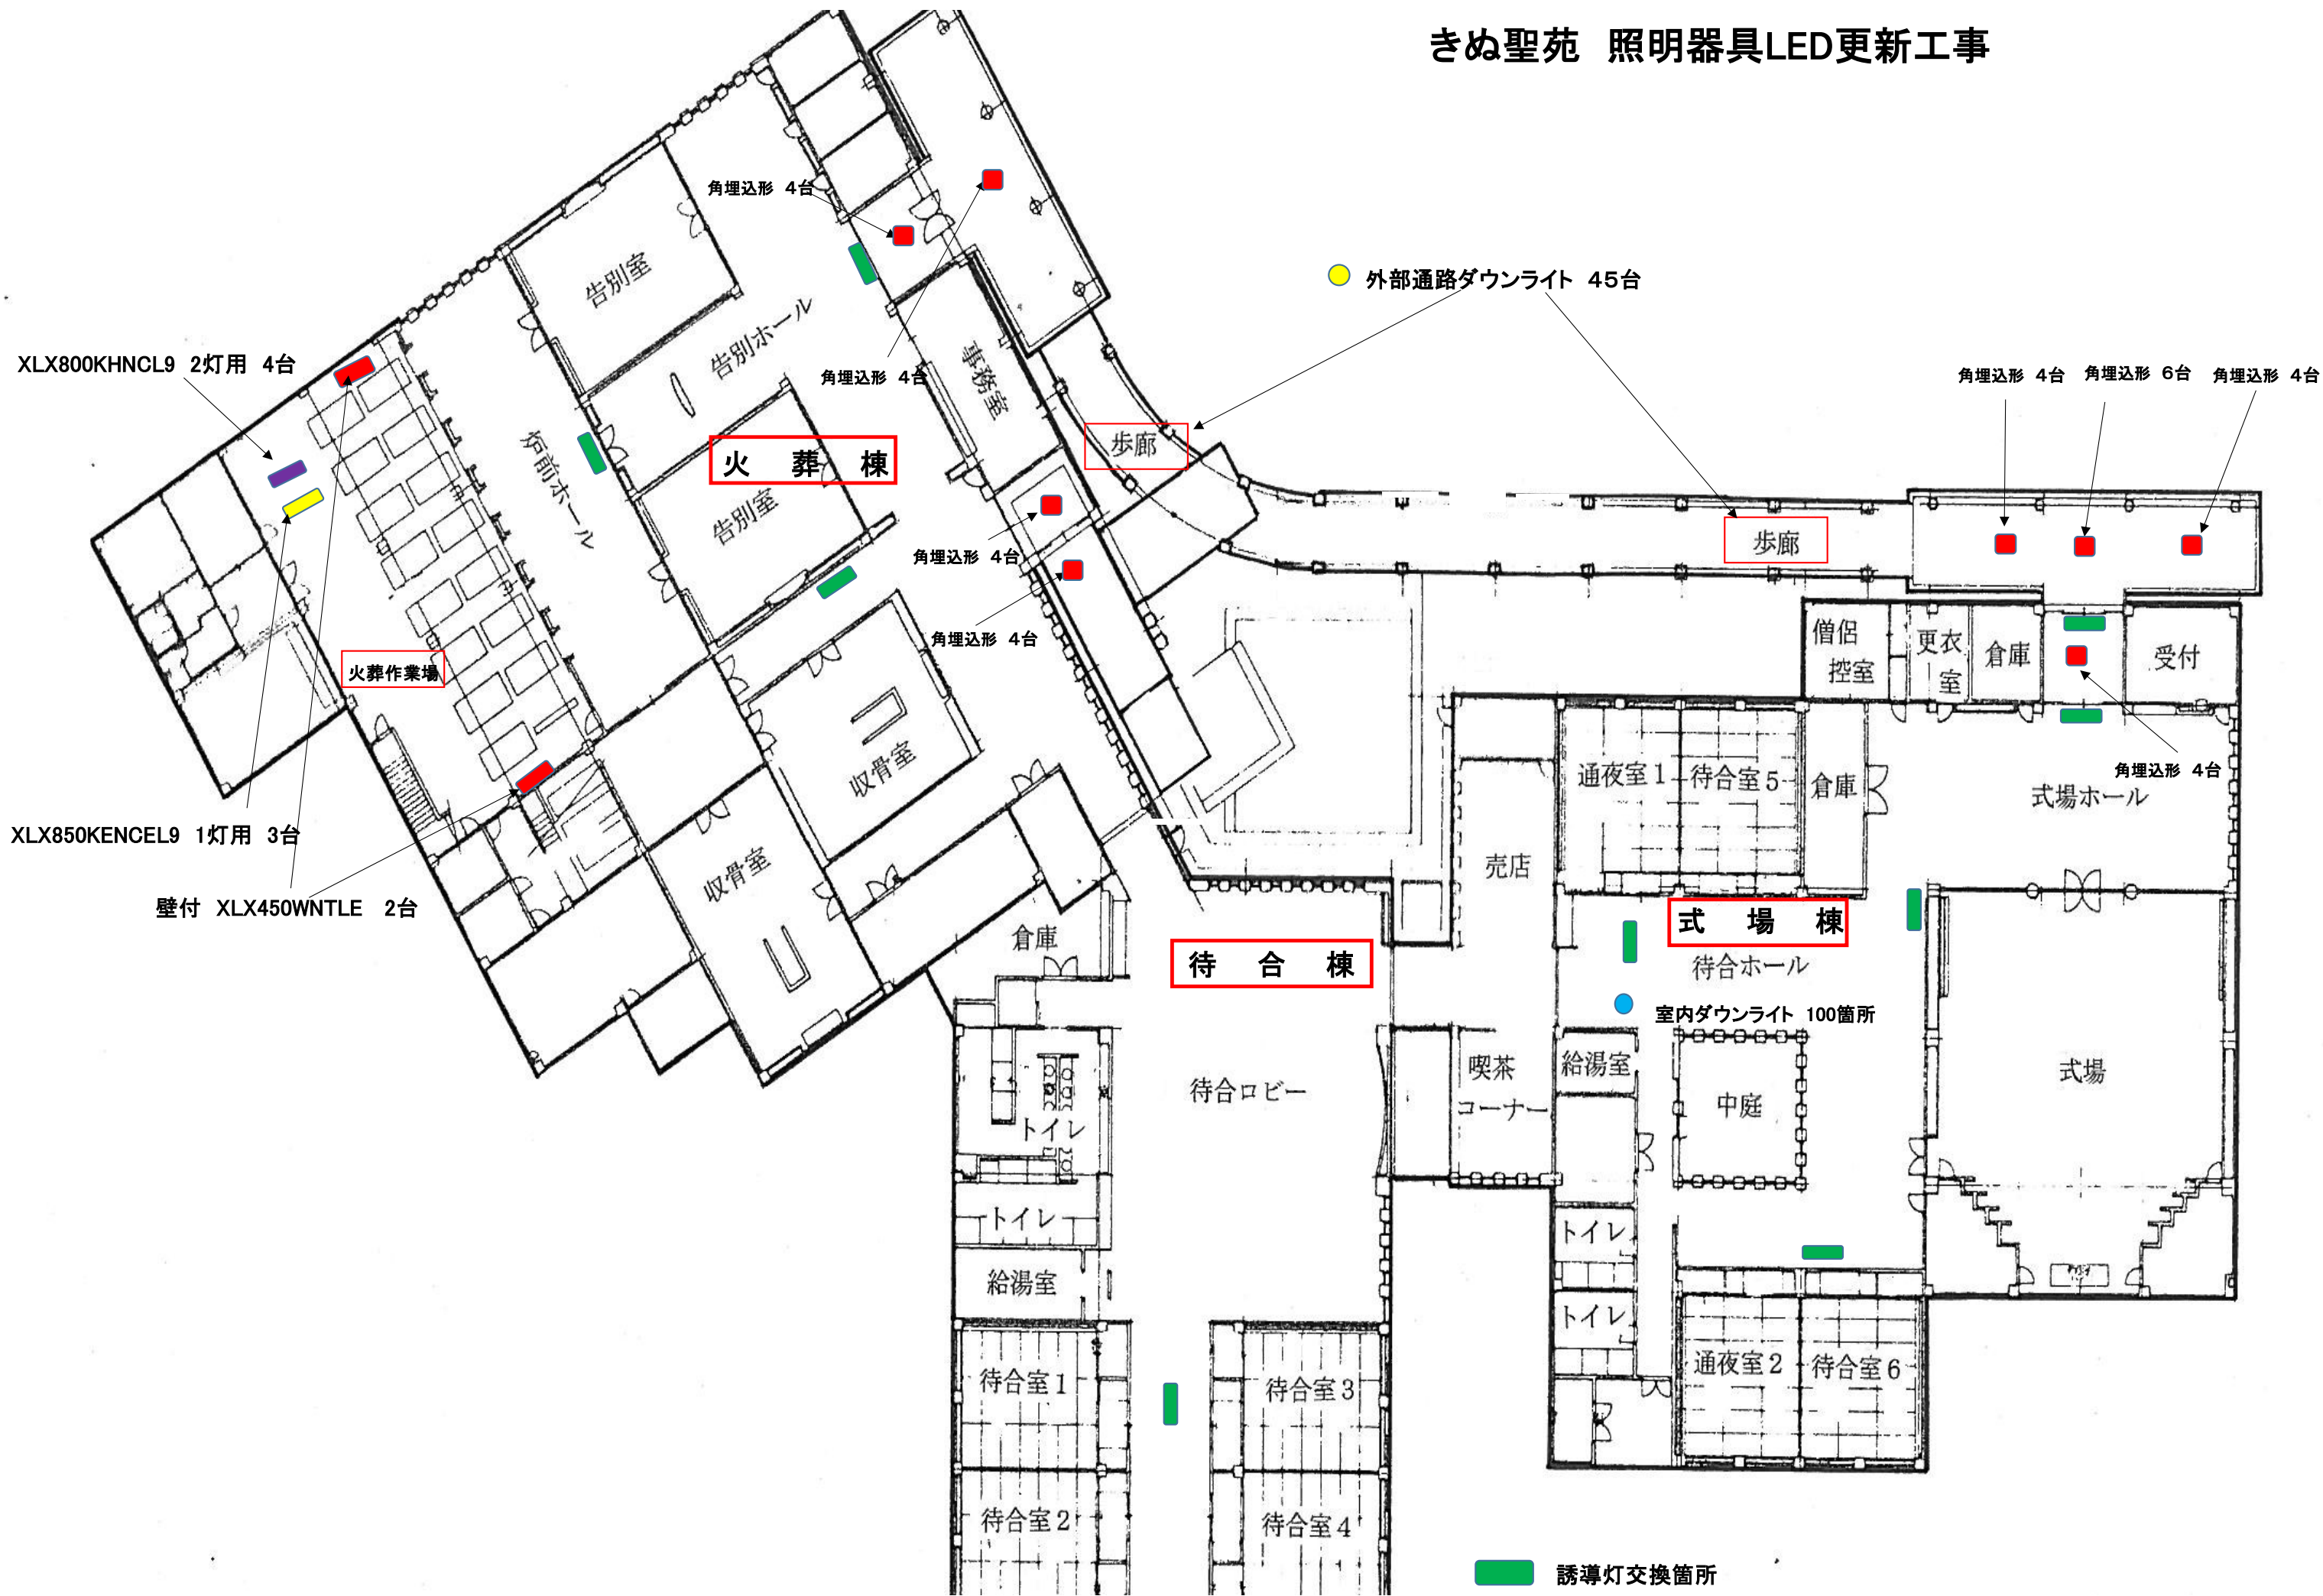 きぬ聖苑　照明器具LED更新工事
角埋込形　4台
外部通路ダウンライト　45台
XLX800KHNCL9　2灯用　4台
角埋込形　4台
角埋込形　4台
角埋込形　6台
角埋込形　4台
告別室
告別ホール
事務室
炉前ホール
火　葬　棟
歩廊
歩廊
告別室
角埋込形　4台
角埋込形　4台
火葬作業場
僧侶
控室
更衣
室
倉庫
受付
収骨室
角埋込形　4台
通夜室1
待合室5
倉庫
式場ホール
XLX850KENCEL9　1灯用　3台
収骨室
売店
壁付　XLX450WNTLE　2台
倉庫
待　合　棟
式　場　棟
待合ホール
室内ダウンライト　100箇所
待合ロビー
喫茶
コーナー
給湯室
中庭
式場
トイレ
トイレ
トイレ
給湯室
トイレ
待合室1
待合室3
通夜室2
待合室6
待合室2
待合室4
誘導灯交換箇所